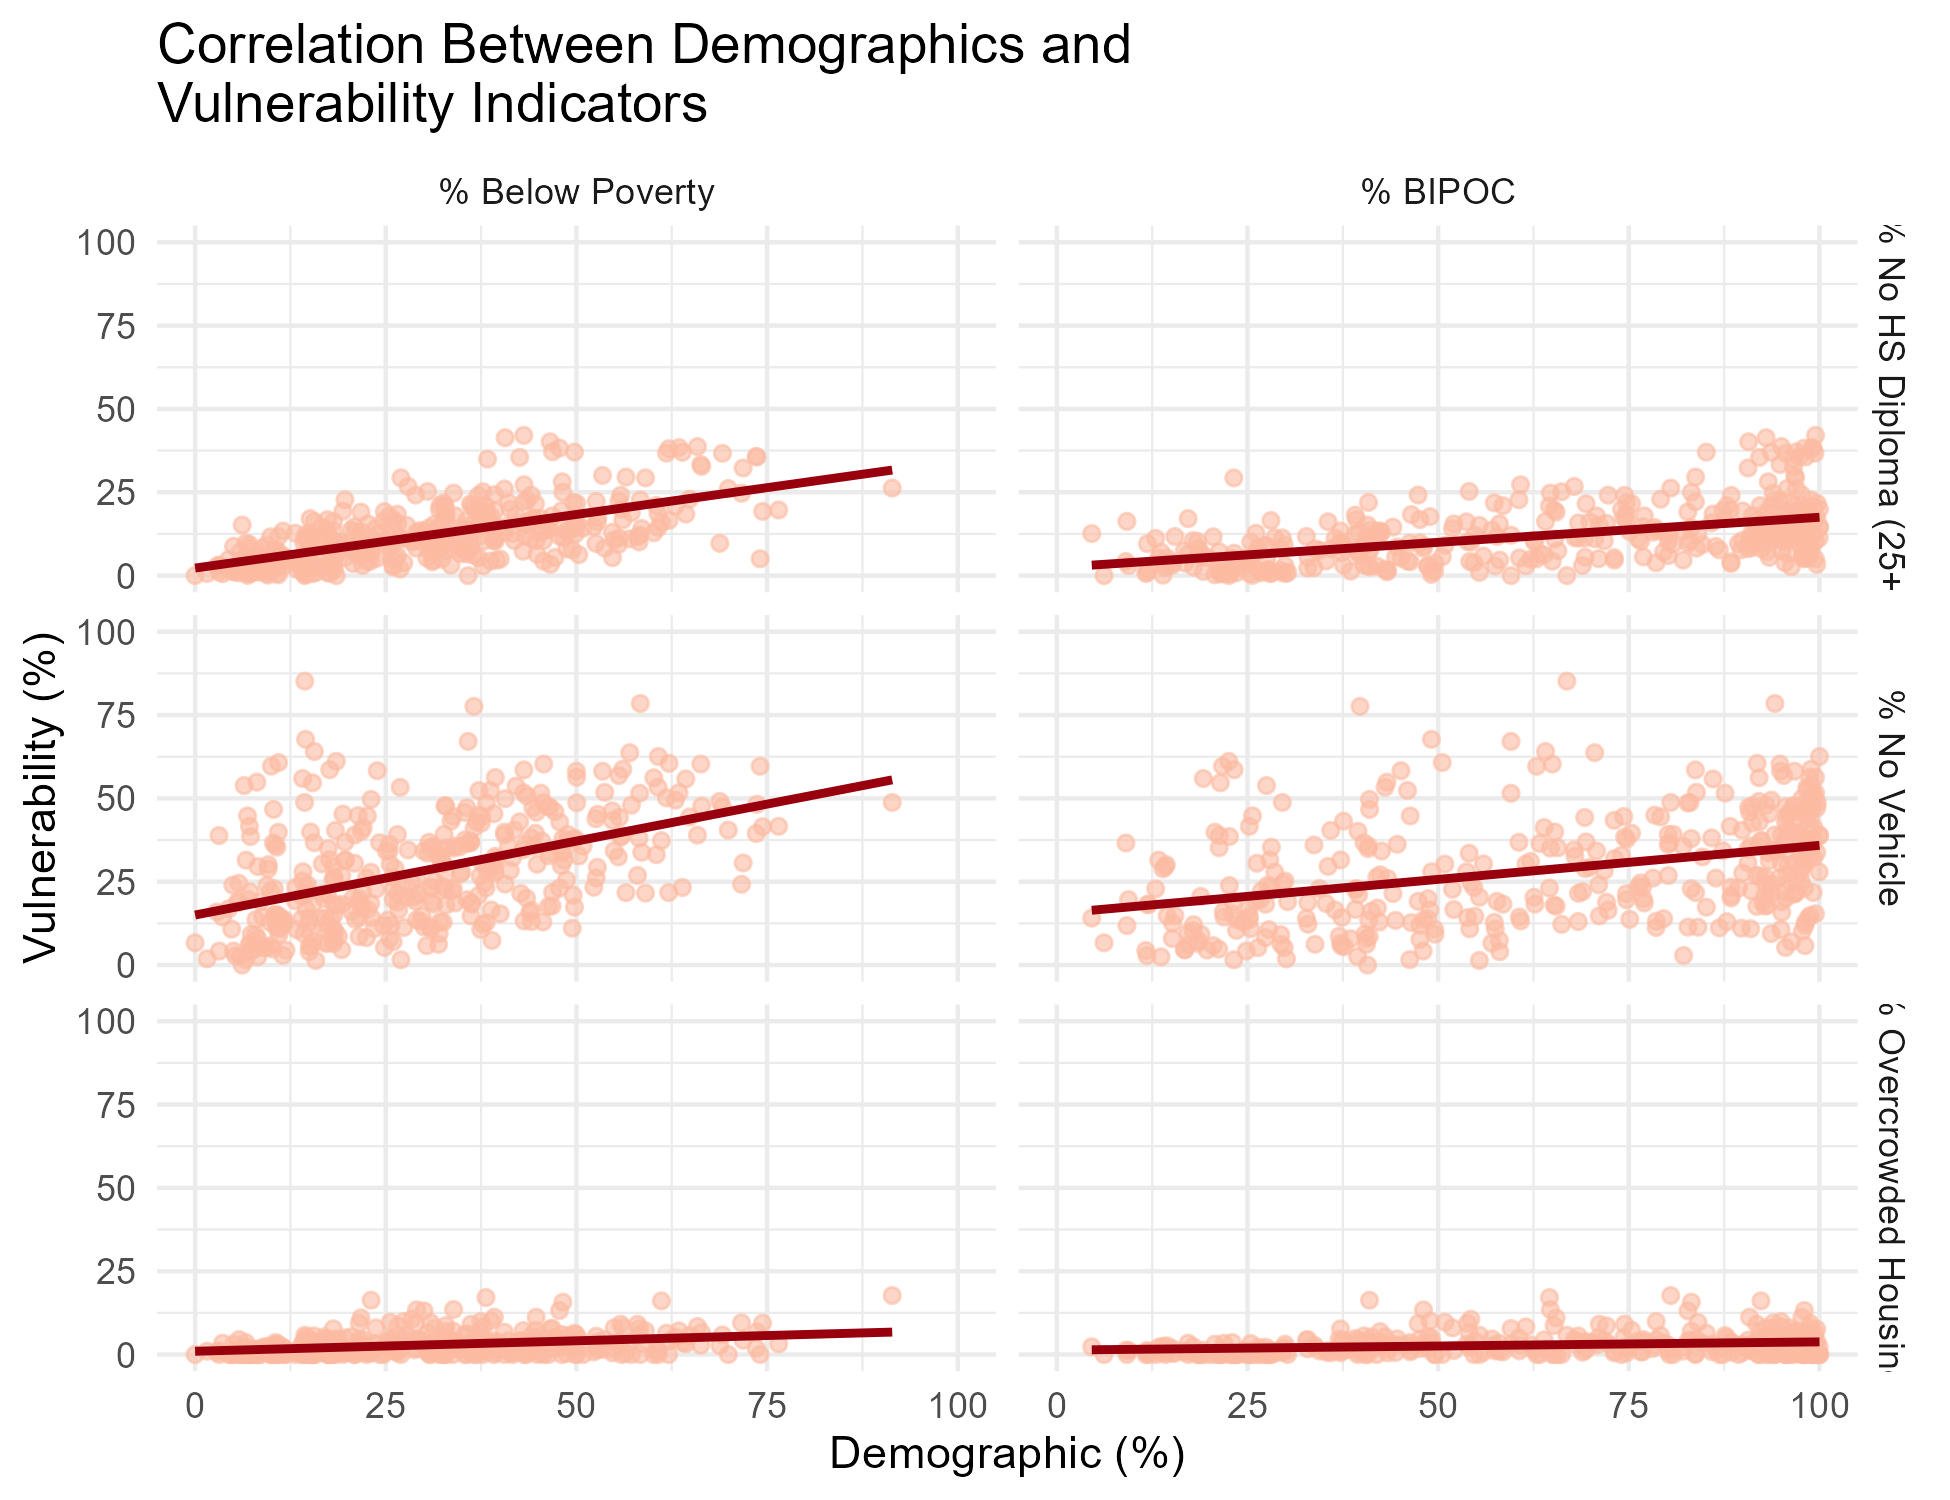 Correlation Between Demographics and
Vulnerability Indicators
% Below Poverty
% BIPOC
100
75
50
25
0
% No HS Diploma (25+
Vulnerability (%)
100
75
50
25
0
% No Vehicle
100
75
50
25
0
% Overcrowded Housin
0
25
50
75
100
0
25
50
75
100
Demographic (%)